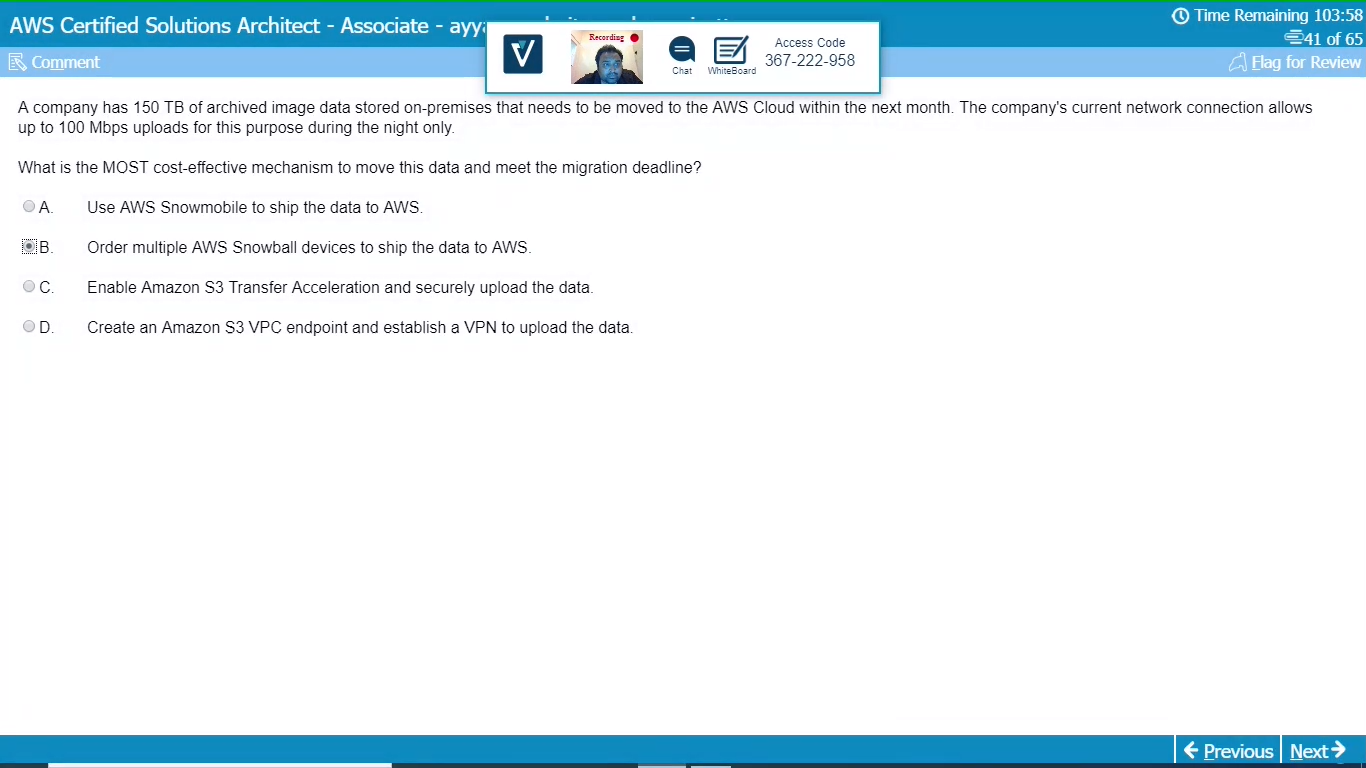 AWS Certified Solutions Architect - Associate -
Time Remaining 103:58
41 of 65
Recording
Chat
WhiteBoard
Access Code
367-222-958
Comment
Flag for Review
A company has 150 TB of archived image data stored on-premises that needs to be moved to the AWS Cloud within the next month. The company's current network connection allows
up to 100 Mbps uploads for this purpose during the night only.
What is the MOST cost-effective mechanism to move this data and meet the migration deadline?
A. Use AWS Snowmobile to ship the data to AWS.
B. Order multiple AWS Snowball devices to ship the data to AWS.
C. Enable Amazon S3 Transfer Acceleration and securely upload the data.
D. Create an Amazon S3 VPC endpoint and establish a VPN to upload the data.
Previous
Next